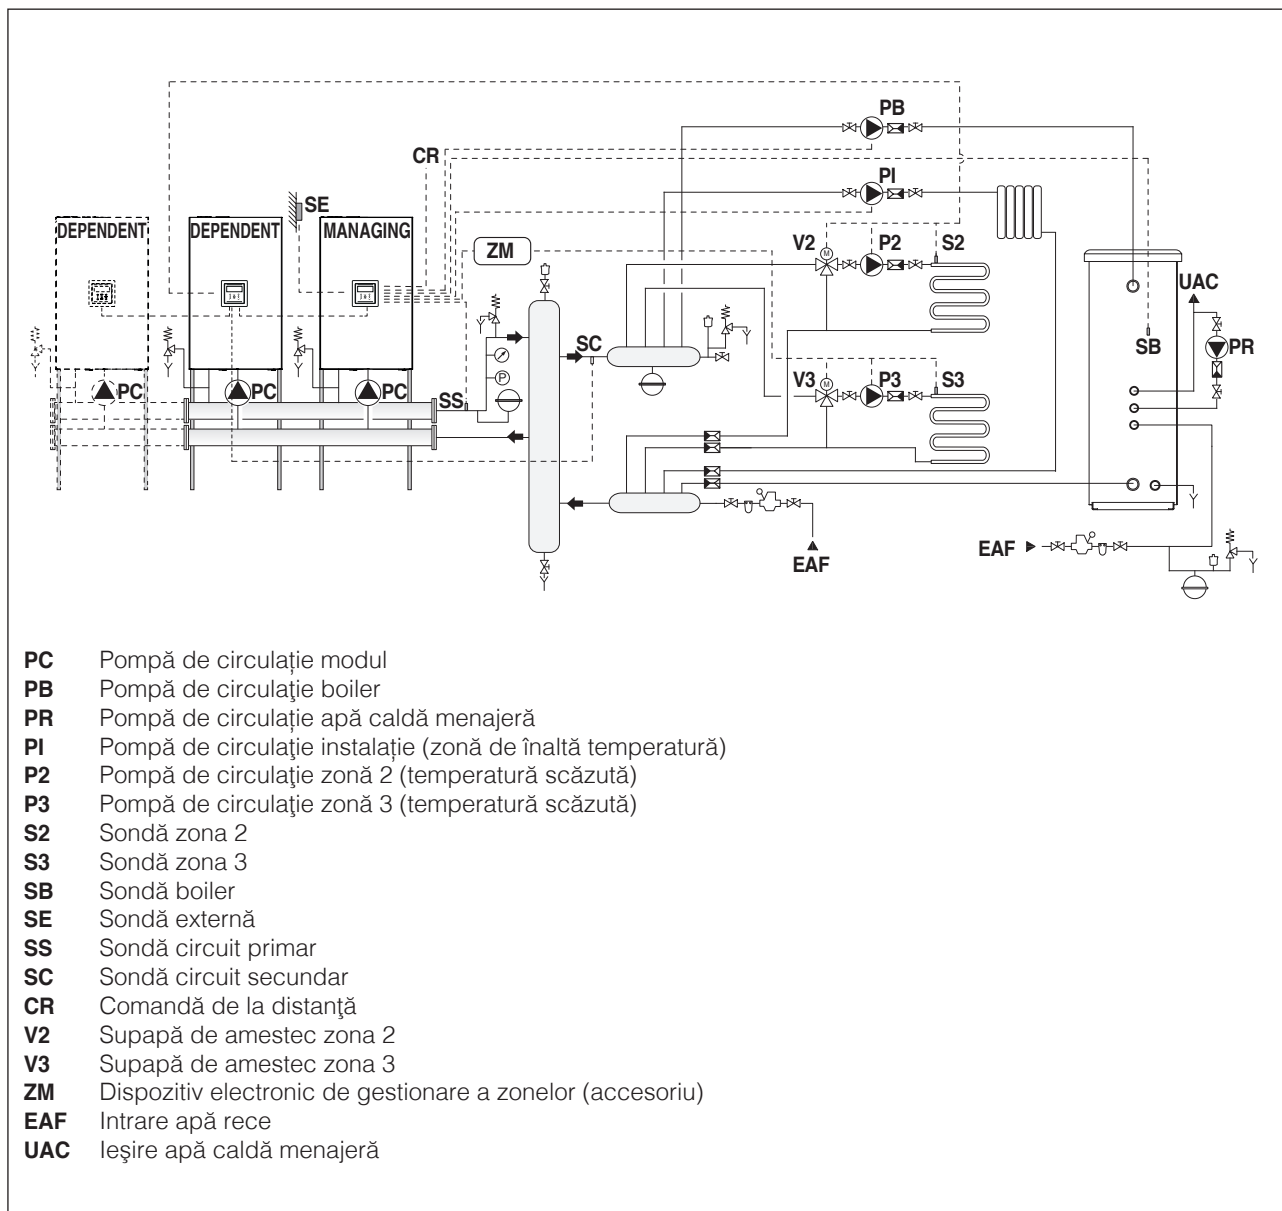 PB
CR
PI
SE
DEPENDENT DEPENDENT MANAGING
ZM
V2 P2 S2
M
UAC
SC
SB PR
P
V3 P3 S3
M
PC PC PC SS
EAF
EAF
PC Pompă de circulație modul
PB Pompă de circulaţie boiler
PR Pompă de circulație apă caldă menajeră
PI Pompă de circulaţie instalație (zonă de înaltă temperatură)
P2 Pompă de circulaţie zonă 2 (temperatură scăzută)
P3 Pompă de circulaţie zonă 3 (temperatură scăzută)
S2 Sondă zona 2
S3 Sondă zona 3
SB Sondă boiler
SE Sondă externă
SS Sondă circuit primar
SC Sondă circuit secundar
CR Comandă de la distanţă
V2 Supapă de amestec zona 2
V3 Supapă de amestec zona 3
ZM Dispozitiv electronic de gestionare a zonelor (accesoriu)
EAF Intrare apă rece
UAC Ieşire apă caldă menajeră